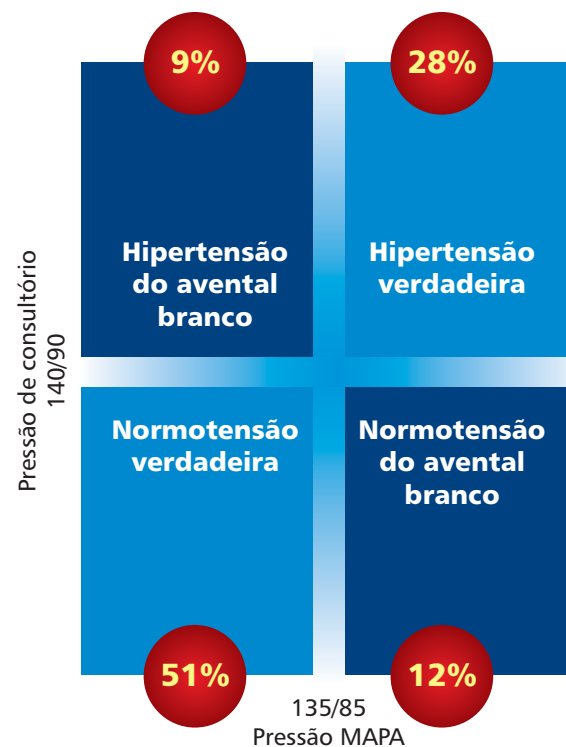 9%
28%
Hipertensão
do avental
branco
Hipertensão
verdadeira
Pressão de consultório
140/90
Normotensão
verdadeira
Normotensão
do avental
branco
51%
12%
135/85
Pressão MAPA